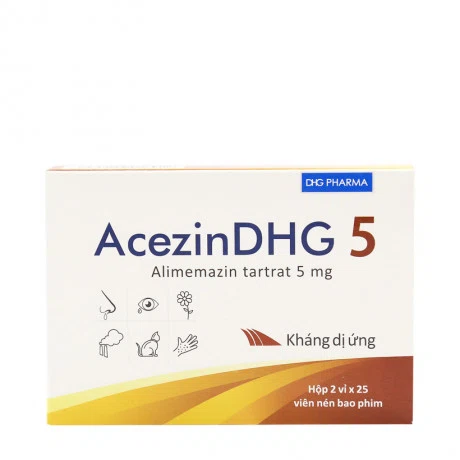 DHG PHARMA
AcezinDHG 5
Alimemazin tartrat 5 mg
Kháng dị ứng
Hộp 2 vỉ x 25
viên nén bao phim